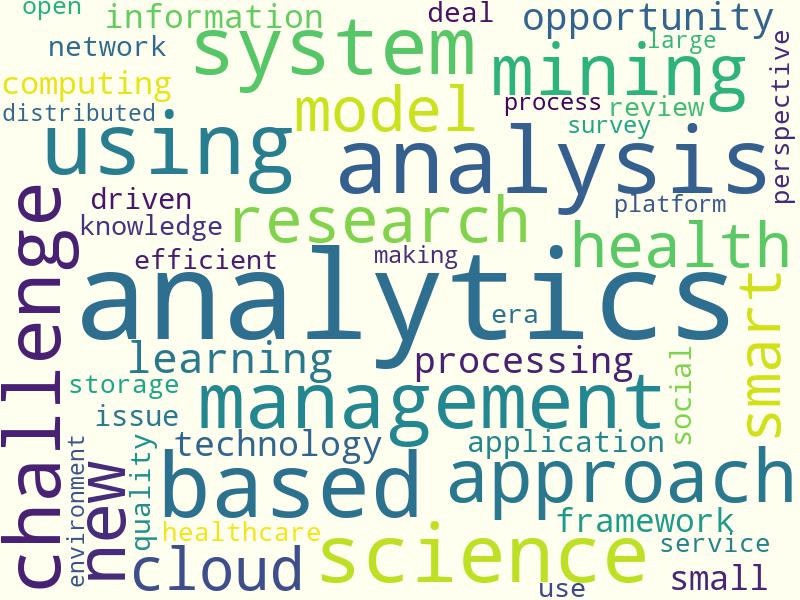 open
information
deal
opportunity
network
system
large
mining
perspective
computing
model
process
review
distributed
survey
using
analysis
challenge
driven
platform
knowledge
research
health
efficient
making
analytics
era
smart
learning
processing
storage
management
social
issue
environment
quality
technology
application
new
based
approach
healthcare
framework
science
service
cloud
small
use